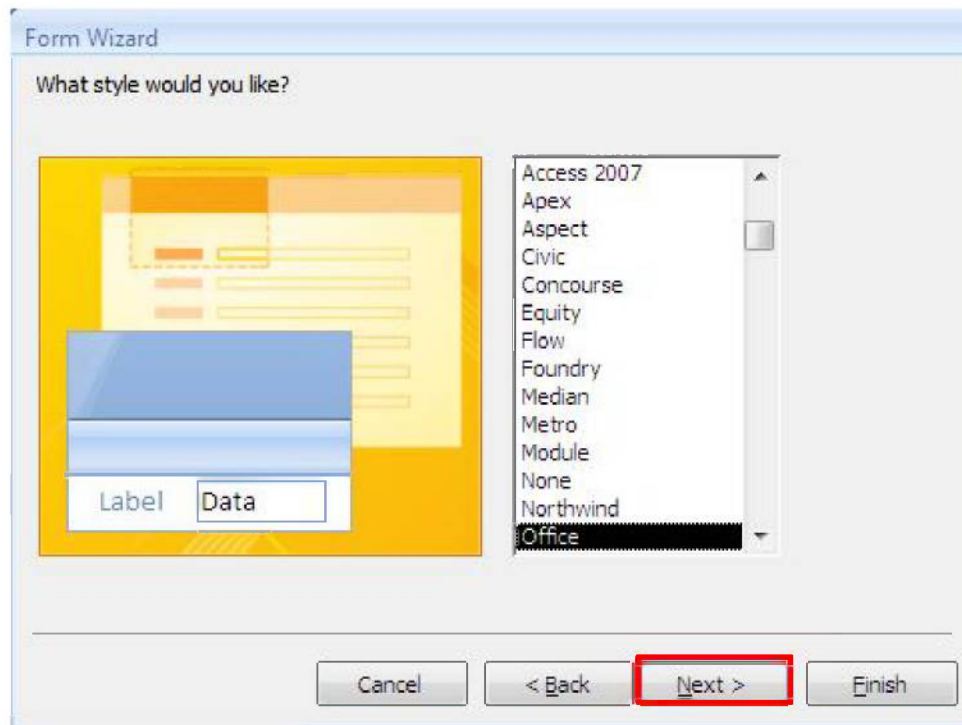 Form Wizard
What style would you like?
Access 2007
Apex
Aspect
Civic
Concourse
Equity
Flow
Foundry
Median
Metro
Module
None
Northwind
Office
Label Data
Cancel < Back Next > Finish